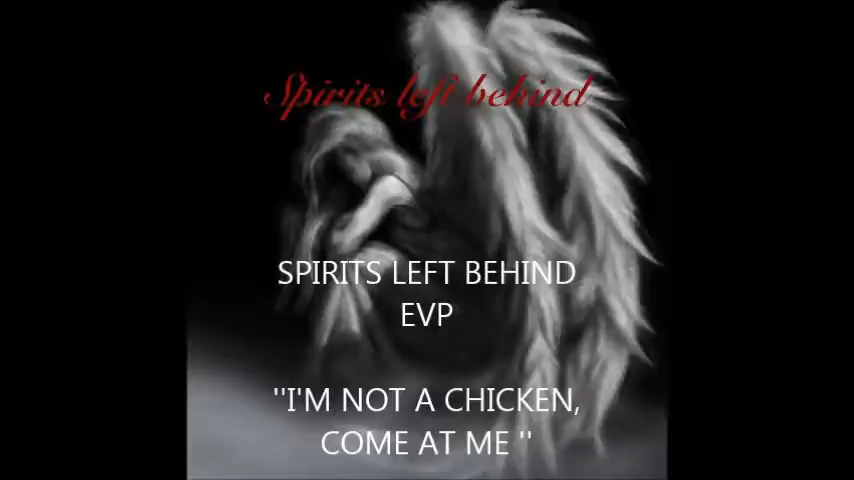 Spirits left behind
SPIRITS LEFT BEHIND
EVP
''I'M NOT A CHICKEN,
COME AT ME ''